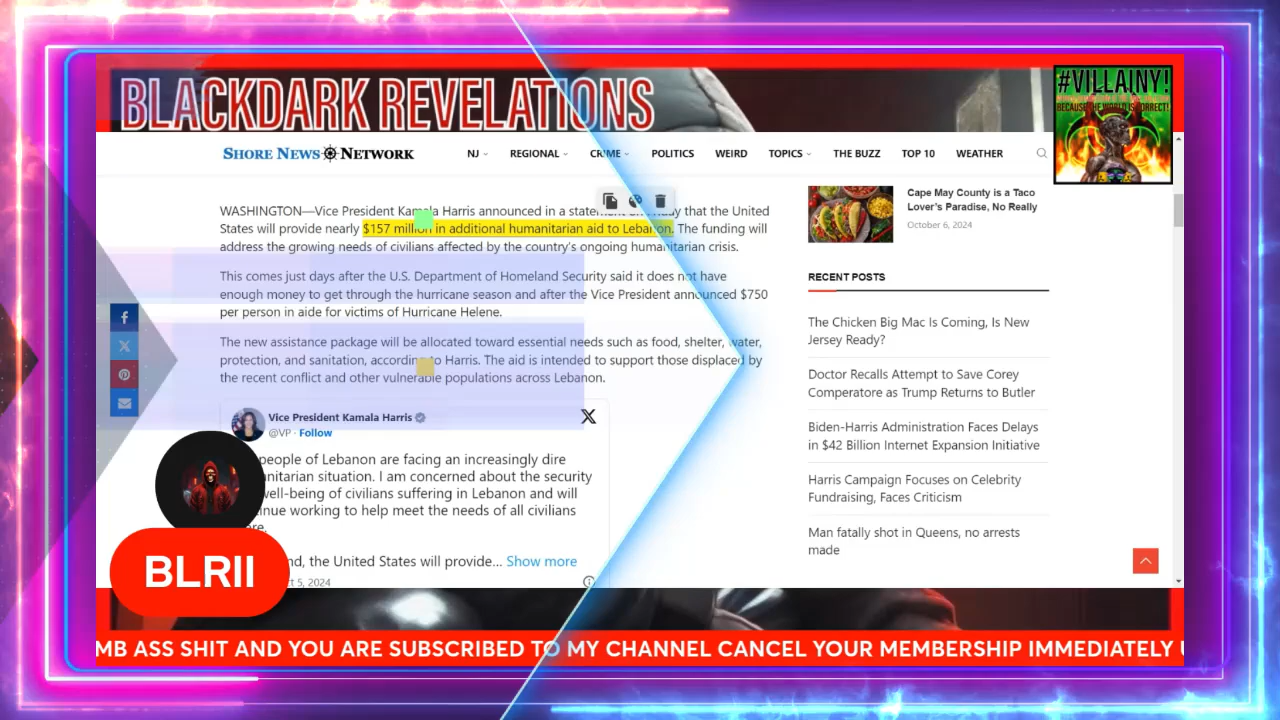 BLACKDARK REVELATIONS
#VILLAINY!
BECAUSE THE WORLD IS CORRECT!
SHORE NEWS NETWORK
NJ
REGIONAL
CRIME
POLITICS
WEIRD
TOPICS
THE BUZZ
TOP 10
WEATHER
WASHINGTON—Vice President Kamala Harris announced in a statement on Friday that the United
States will provide nearly $157 million in additional humanitarian aid to Lebanon. The funding will
address the growing needs of civilians affected by the country's ongoing humanitarian crisis.
This comes just days after the U.S. Department of Homeland Security said it does not have
enough money to get through the hurricane season and after the Vice President announced $750
per person in aide for victims of Hurricane Helene.
The new assistance package will be allocated toward essential needs such as food, shelter, water,
protection, and sanitation, according to Harris. The aid is intended to support those displaced by
the recent conflict and other vulnerable populations across Lebanon.
Vice President Kamala Harris
@VP · Follow
people of Lebanon are facing an increasingly dire
anitarian situation. I am concerned about the security
well-being of civilians suffering in Lebanon and will
nue working to help meet the needs of all civilians
re.
nd, the United States will provide... Show more
5, 2024
Cape May County is a Taco
Lover's Paradise, No Really
October 6, 2024
RECENT POSTS
The Chicken Big Mac Is Coming, Is New
Jersey Ready?
Doctor Recalls Attempt to Save Corey
Comperatore as Trump Returns to Butler
Biden-Harris Administration Faces Delays
in $42 Billion Internet Expansion Initiative
Harris Campaign Focuses on Celebrity
Fundraising, Faces Criticism
Man fatally shot in Queens, no arrests
made
BLRII
MB ASS SHIT AND YOU ARE SUBSCRIBED TO MY CHANNEL CANCEL YOUR MEMBERSHIP IMMEDIATELY